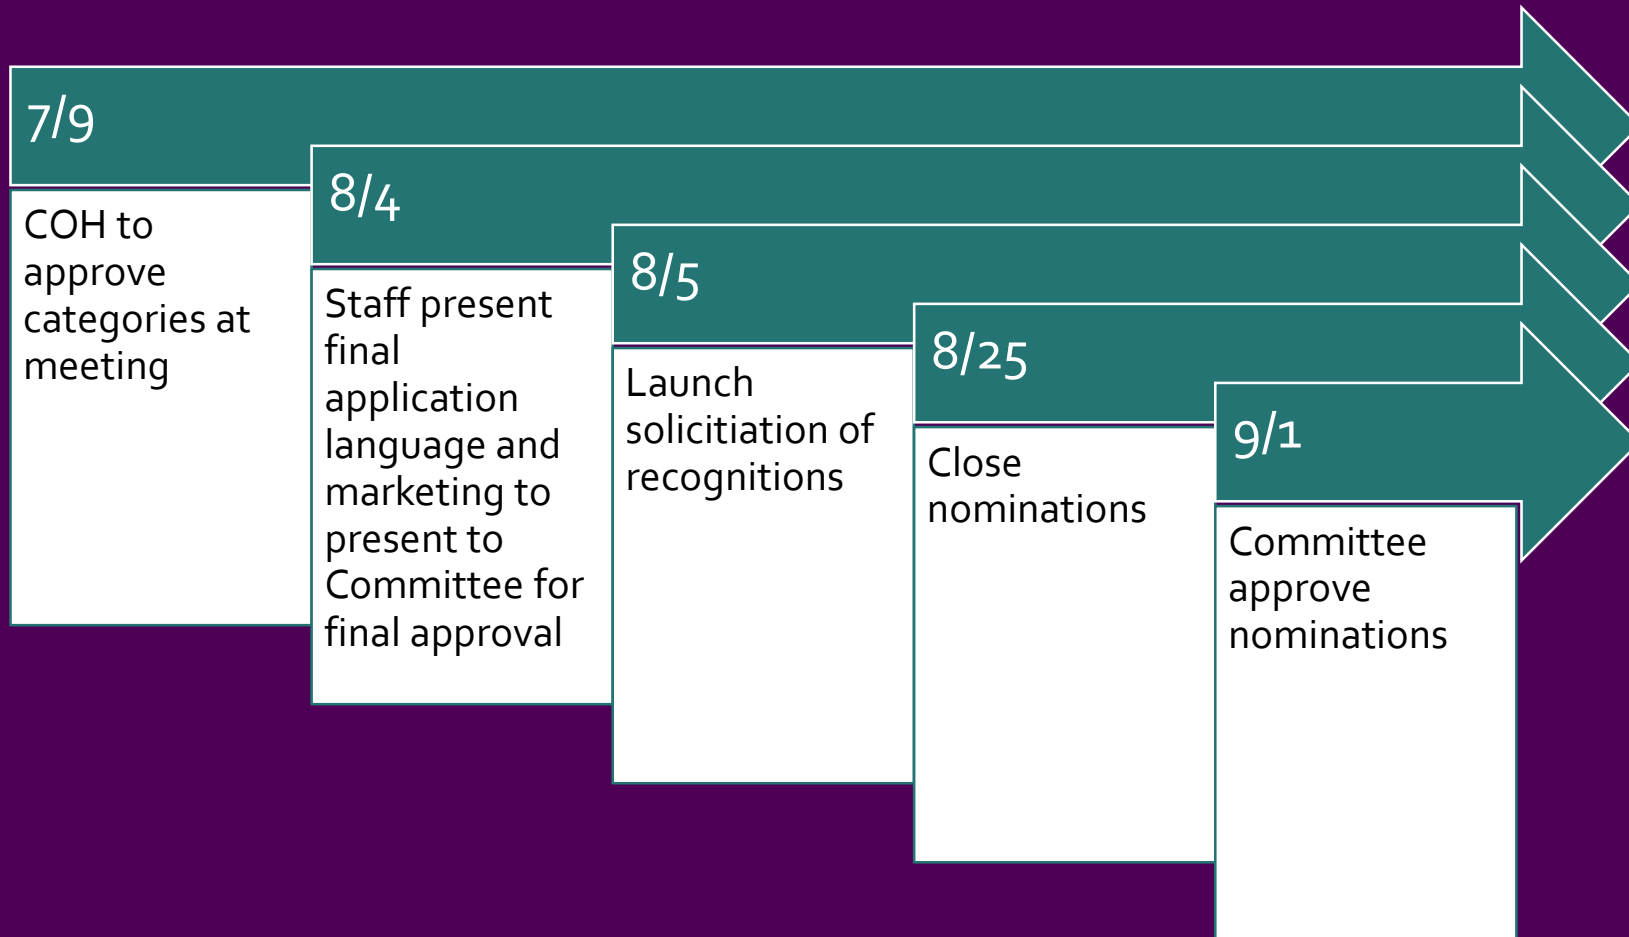 7/9
COH to
approve
categories at
meeting
8/4
Staff present
final
application
language and
marketing to
present to
Committee for
final approval
8/5
Launch
solicitiation of
recognitions
8/25
Close
nominations
9/1
Committee
approve
nominations